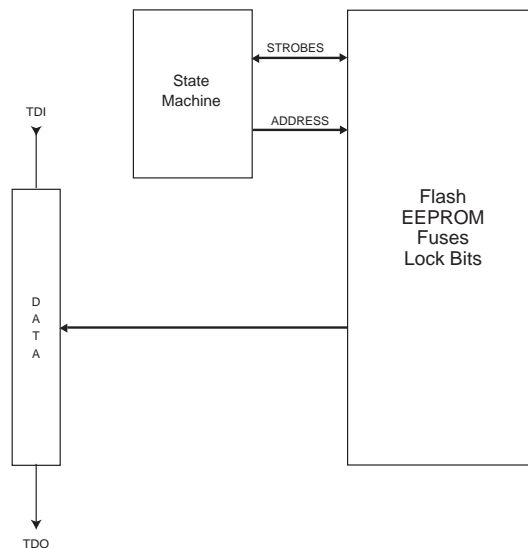 STROBES
State
Machine
ADDRESS
TDI
Flash
EEPROM
Fuses
Lock Bits
D
A
T
A
TDO